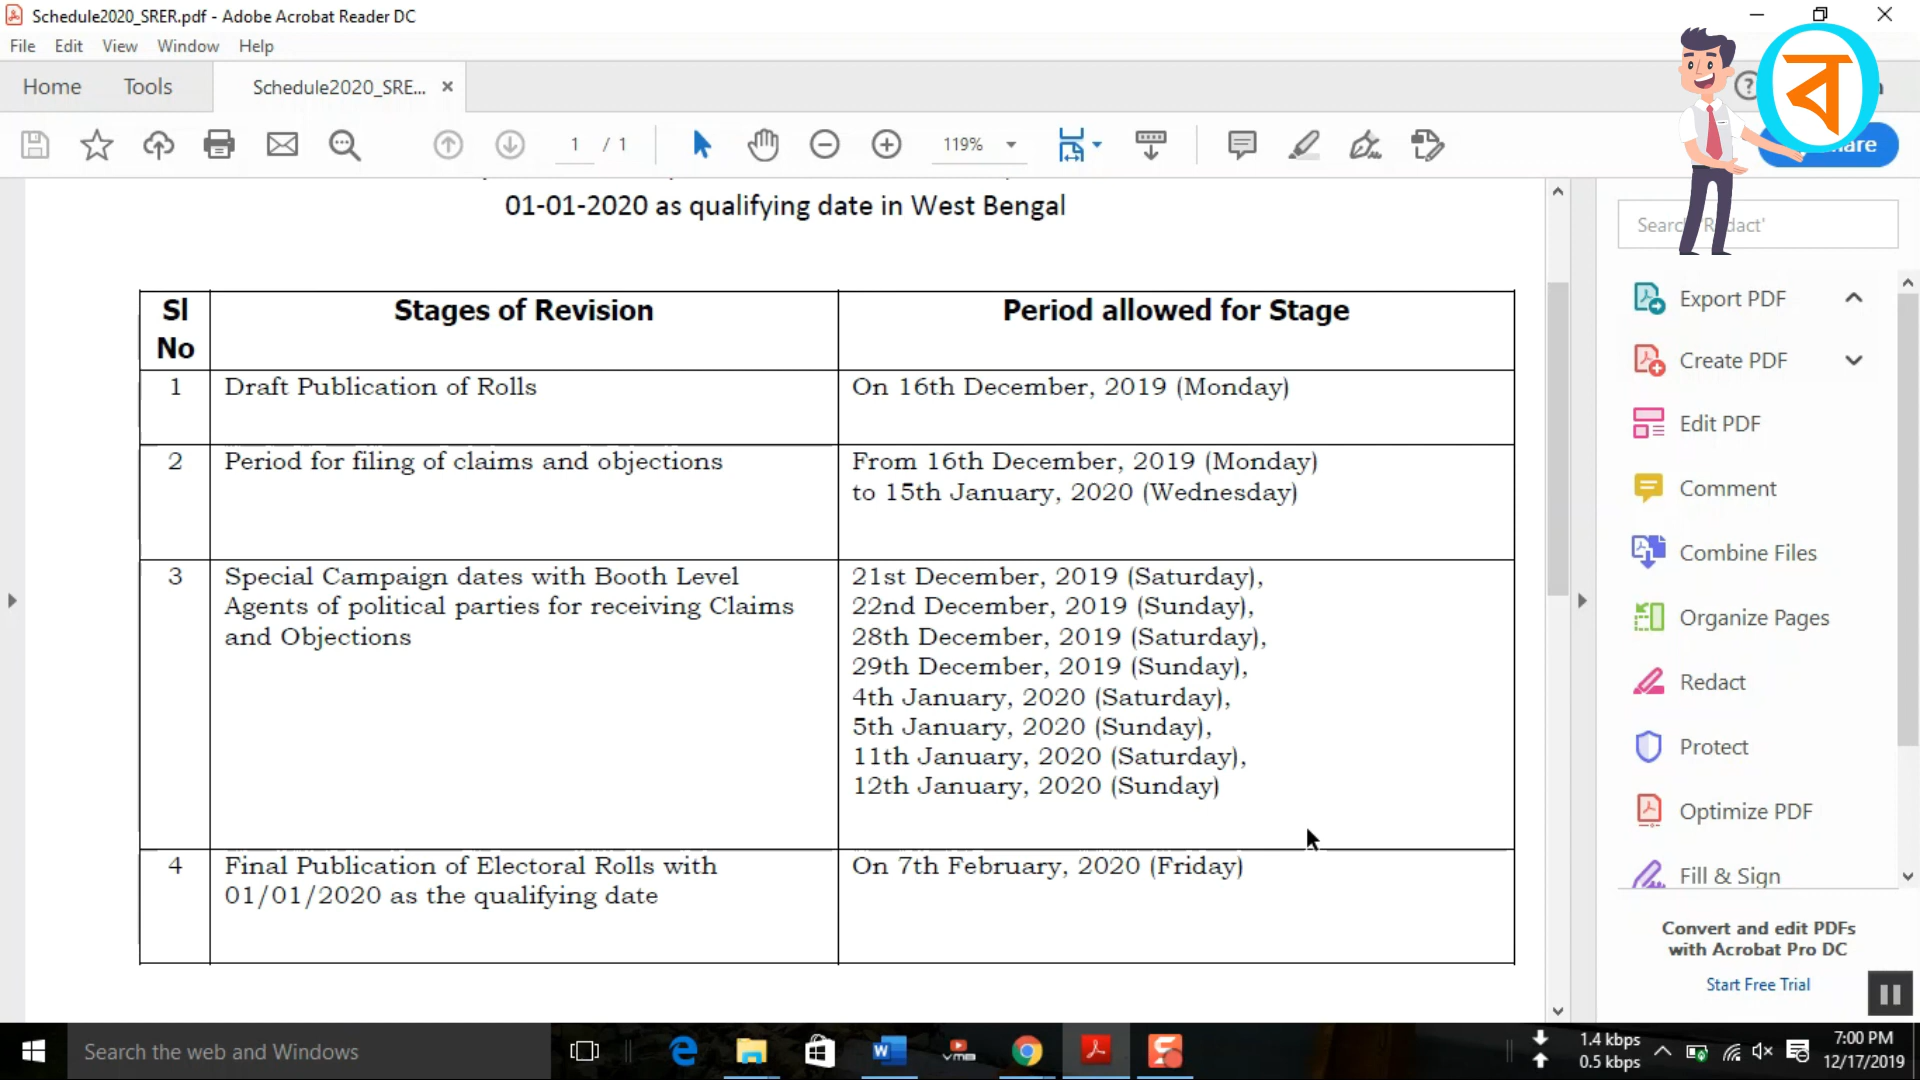 Schedule2020_SRER.pdf - Adobe Acrobat Reader DC
File Edit View Window Help
Home Tools Schedule2020_SRE... ×
1 / 1 119%
01-01-2020 as qualifying date in West Bengal
Sl No Stages of Revision Period allowed for Stage
1 Draft Publication of Rolls On 16th December, 2019 (Monday)
2 Period for filing of claims and objections From 16th December, 2019 (Monday)
to 15th January, 2020 (Wednesday)
3 Special Campaign dates with Booth Level 21st December, 2019 (Saturday),
Agents of political parties for receiving Claims 22nd December, 2019 (Sunday),
and Objections 28th December, 2019 (Saturday),
29th December, 2019 (Sunday),
4th January, 2020 (Saturday),
5th January, 2020 (Sunday),
11th January, 2020 (Saturday),
12th January, 2020 (Sunday)
4 Final Publication of Electoral Rolls with On 7th February, 2020 (Friday)
01/01/2020 as the qualifying date
ব
Export PDF
Create PDF
Edit PDF
Comment
Combine Files
Organize Pages
Redact
Protect
Optimize PDF
Fill & Sign
Convert and edit PDFs
with Acrobat Pro DC
Start Free Trial
Search the web and Windows
1.4 kbps
0.5 kbps
7:00 PM
12/17/2019